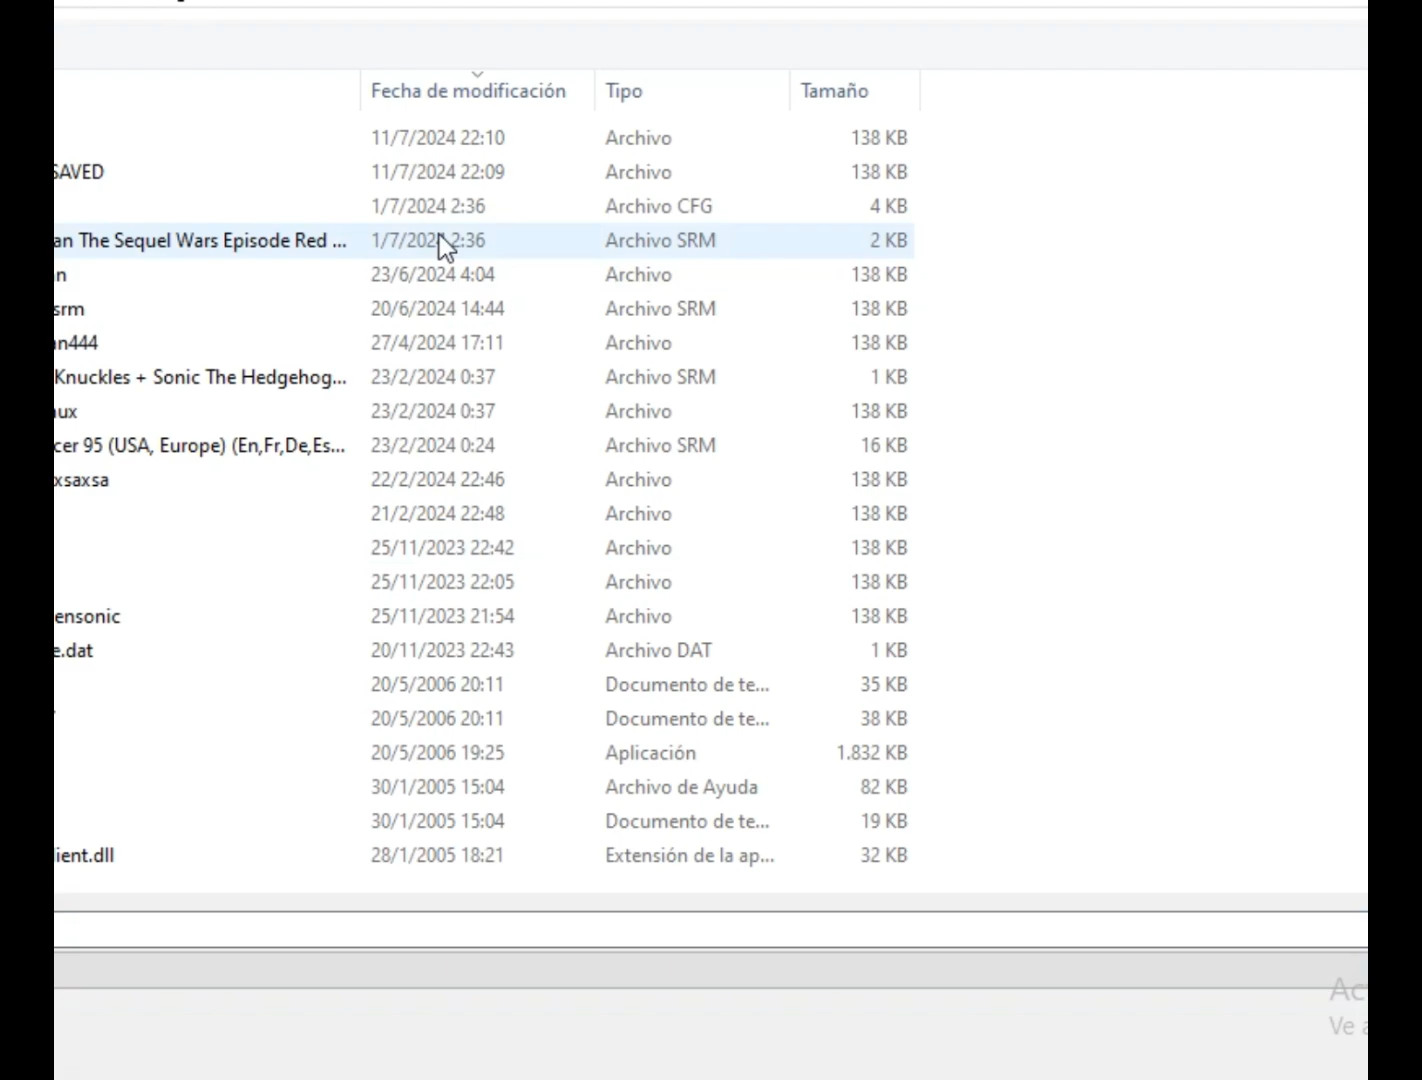 Fecha de modificación Tipo Tamaño
11/7/2024 22:10 Archivo 138 KB
SAVED 11/7/2024 22:09 Archivo 138 KB
1/7/2024 2:36 Archivo CFG 4 KB
an The Sequel Wars Episode Red ... 1/7/2024 2:36 Archivo SRM 2 KB
n 23/6/2024 4:04 Archivo 138 KB
srm 20/6/2024 14:44 Archivo SRM 138 KB
n444 27/4/2024 17:11 Archivo 138 KB
Knuckles + Sonic The Hedgehog... 23/2/2024 0:37 Archivo SRM 1 KB
ux 23/2/2024 0:37 Archivo 138 KB
cer 95 (USA, Europe) (En,Fr,De,Es... 23/2/2024 0:24 Archivo SRM 16 KB
xsaxsa 22/2/2024 22:46 Archivo 138 KB
21/2/2024 22:48 Archivo 138 KB
25/11/2023 22:42 Archivo 138 KB
25/11/2023 22:05 Archivo 138 KB
ensonic 25/11/2023 21:54 Archivo 138 KB
e.dat 20/11/2023 22:43 Archivo DAT 1 KB
20/5/2006 20:11 Documento de te... 35 KB
20/5/2006 20:11 Documento de te... 38 KB
20/5/2006 19:25 Aplicación 1.832 KB
30/1/2005 15:04 Archivo de Ayuda 82 KB
30/1/2005 15:04 Documento de te... 19 KB
lient.dll 28/1/2005 18:21 Extensión de la ap... 32 KB
Ac
Ve a